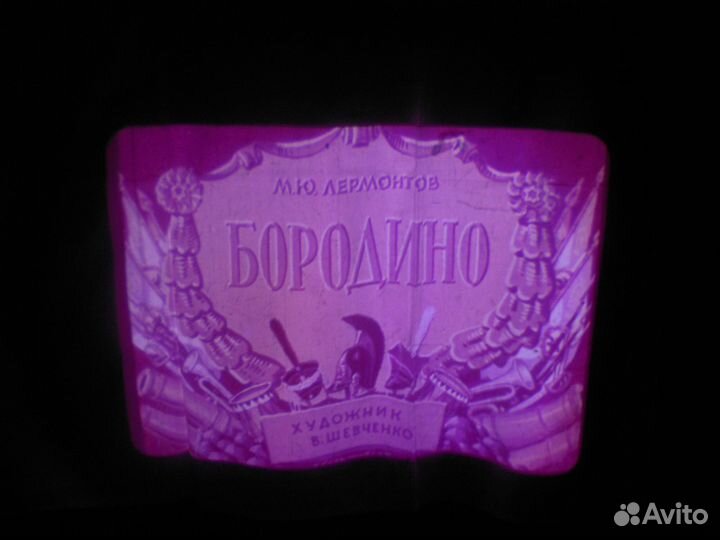 М.Ю. ЛЕРМОНТОВ
БОРОДИНО
ХУДОЖНИК
В. ШЕВЧЕНКО
Avito